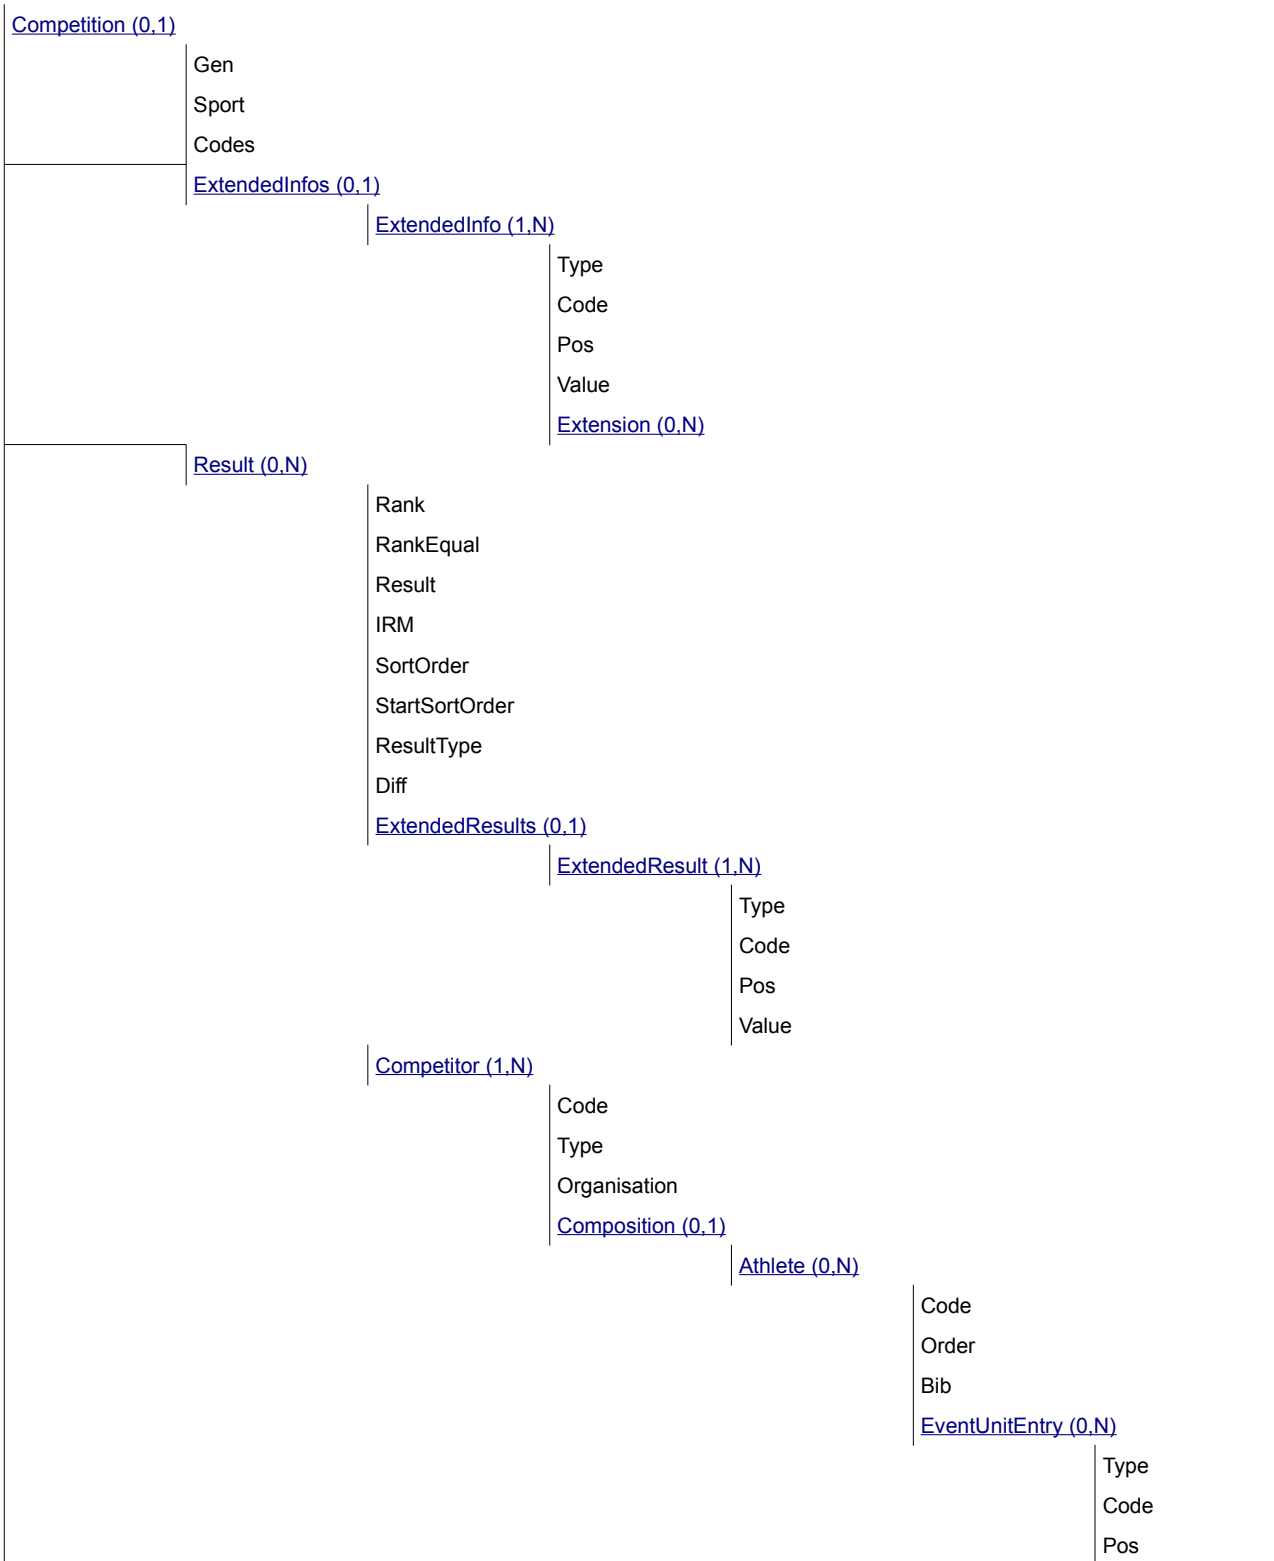 Competition (0,1)
Gen
Sport
Codes
ExtendedInfos (0,1)
ExtendedInfo (1,N)
Type
Code
Pos
Value
Extension (0,N)
Result (0,N)
Rank
RankEqual
Result
IRM
SortOrder
StartSortOrder
ResultType
Diff
ExtendedResults (0,1)
ExtendedResult (1,N)
Type
Code
Pos
Value
Competitor (1,N)
Code
Type
Organisation
Composition (0,1)
Athlete (0,N)
Code
Order
Bib
EventUnitEntry (0,N)
Type
Code
Pos